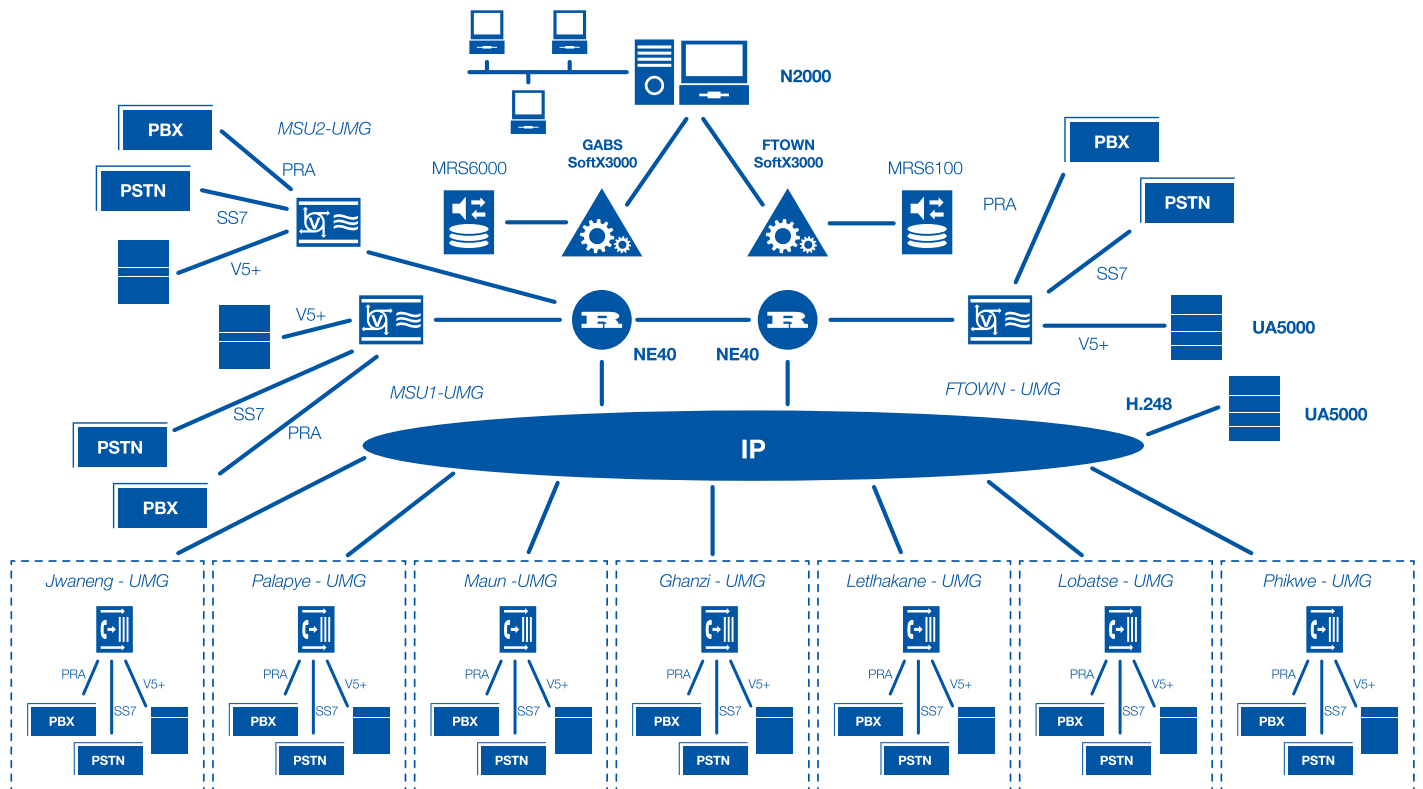 N2000
PBX
MSU2-UMG
GABS
SoftX3000
FTOWN
SoftX3000
PBX
MRS6000
MRS6100
PRA
PSTN
PRA
PSTN
SS7
V5+
SS7
V5+
UA5000
V5+
NE40
NE40
MSU1-UMG
FTOWN - UMG
H.248
UA5000
SS7
PRA
PSTN
IP
PBX
Jwaneng - UMG
Palapye - UMG
Maun -UMG
Ghanzi - UMG
Letlhakane - UMG
Lobatse - UMG
Phikwe - UMG
PRA
V5+
SS7
PBX
PSTN
PRA
V5+
SS7
PBX
PSTN
PRA
V5+
SS7
PBX
PSTN
PRA
V5+
SS7
PBX
PSTN
PRA
V5+
SS7
PBX
PSTN
PRA
V5+
SS7
PBX
PSTN
PRA
V5+
SS7
PBX
PSTN